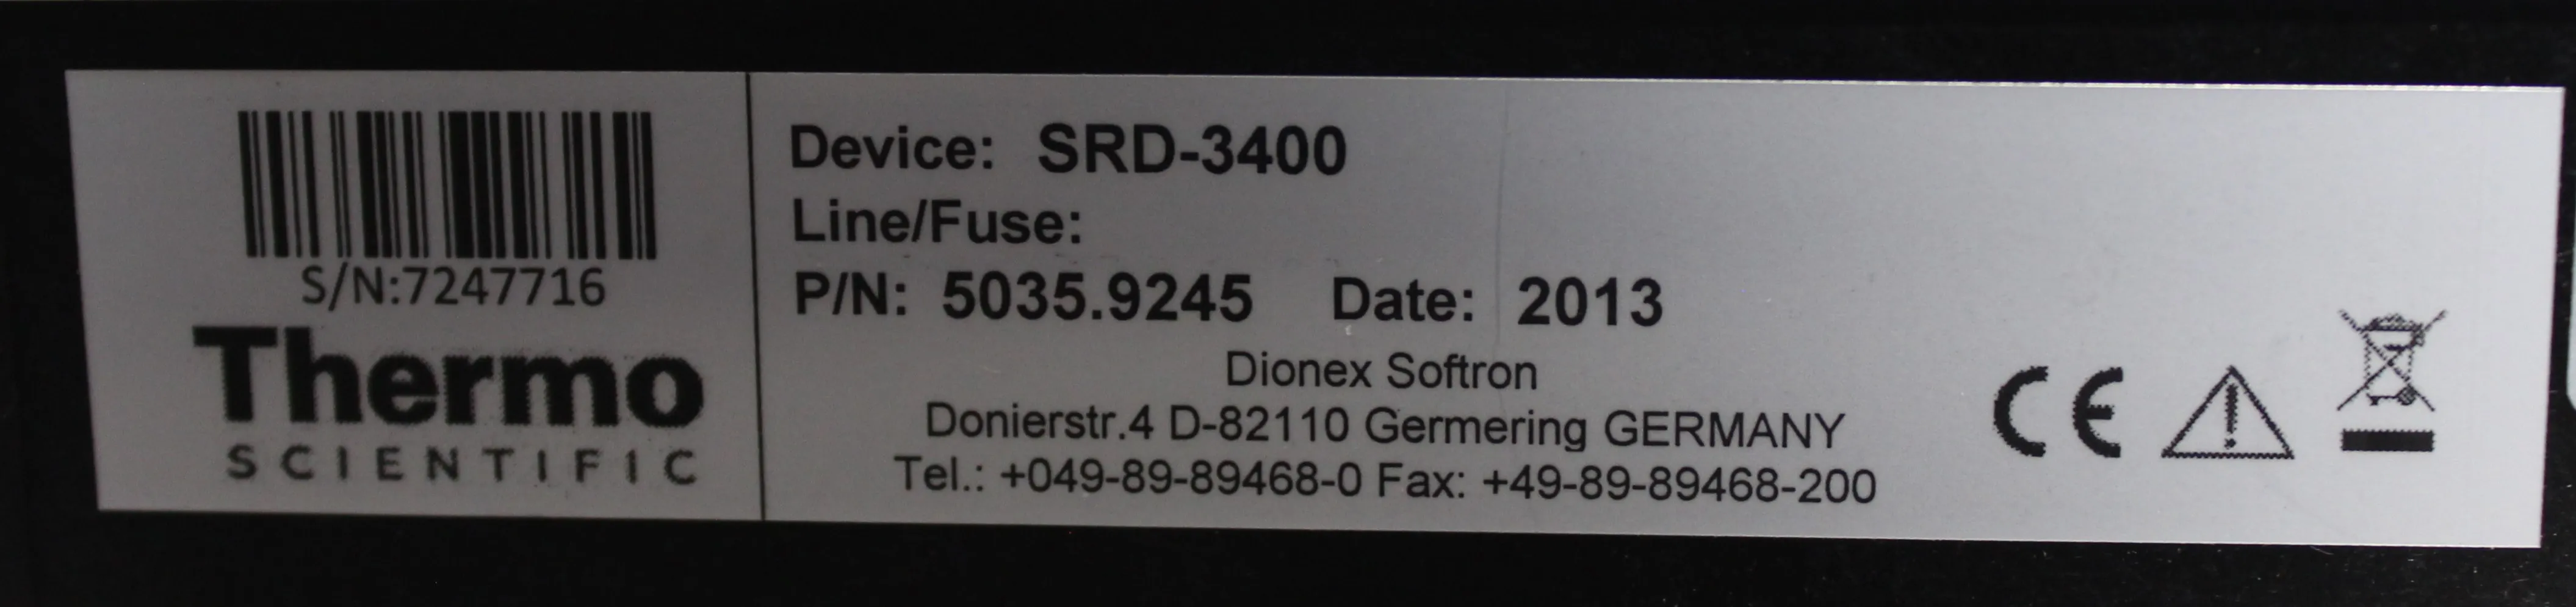 S/N:7247716
Thermo
SCIENTIFIC
Device: SRD-3400
Line/Fuse:
P/N: 5035.9245 Date: 2013
Dionex Softron
Donierstr.4 D-82110 Germering GERMANY
Tel.: +049-89-89468-0 Fax: +49-89-89468-200
CE